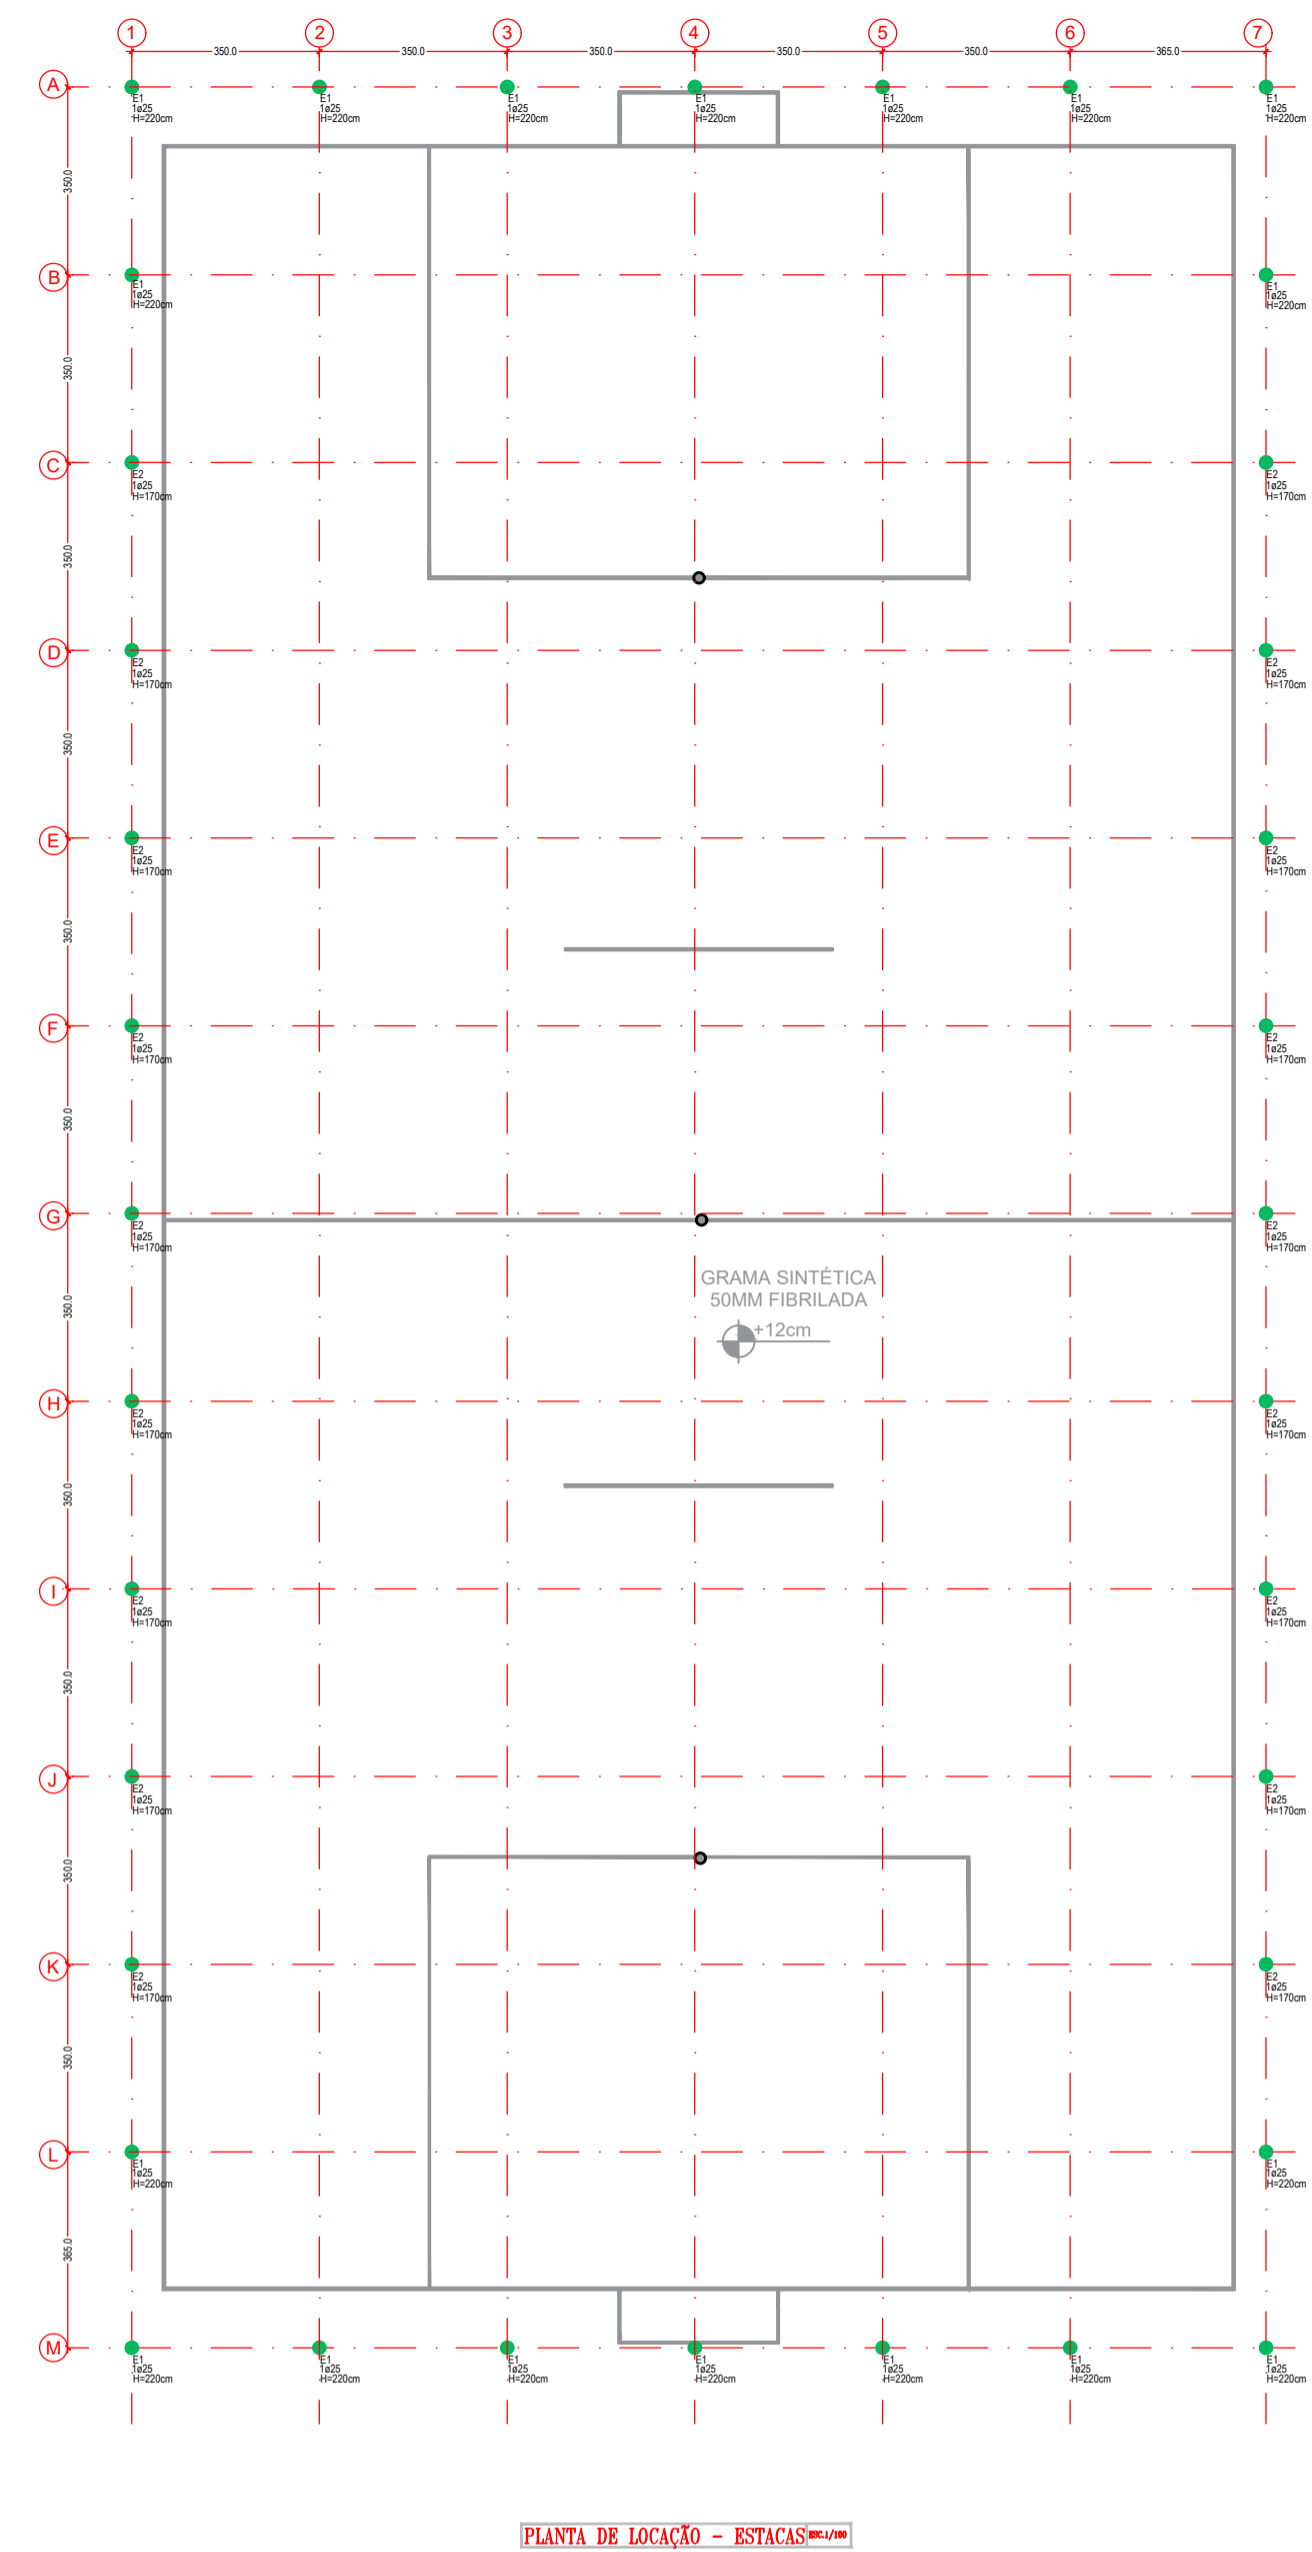 1 2 3 4 5 6 7
350.0 350.0 350.0 350.0 350.0 365.0
A
E1 E1 E1 E1 E1 E1 E1
1ø25 1ø25 1ø25 1ø25 1ø25 1ø25 1ø25
H=220cm H=220cm H=220cm H=220cm H=220cm H=220cm H=220cm
350.0
B
E1 E1
1ø25 1ø25
H=220cm H=220cm
350.0
C
E2 E2
1ø25 1ø25
H=170cm H=170cm
350.0
D
E2 E2
1ø25 1ø25
H=170cm H=170cm
350.0
E
E2 E2
1ø25 1ø25
H=170cm H=170cm
350.0
F
E2 E2
1ø25 1ø25
H=170cm H=170cm
350.0
G
E2 E2
1ø25 1ø25
H=170cm H=170cm
GRAMA SINTÉTICA
50MM FIBRILADA
+12cm
350.0
H
E2 E2
1ø25 1ø25
H=170cm H=170cm
350.0
I
E2 E2
1ø25 1ø25
H=170cm H=170cm
350.0
J
E2 E2
1ø25 1ø25
H=170cm H=170cm
350.0
K
E2 E2
1ø25 1ø25
H=170cm H=170cm
350.0
L
E1 E1
1ø25 1ø25
H=220cm H=220cm
365.0
M
E1 E1 E1 E1 E1 E1 E1
1ø25 1ø25 1ø25 1ø25 1ø25 1ø25 1ø25
H=220cm H=220cm H=220cm H=220cm H=220cm H=220cm H=220cm
PLANTA DE LOCAÇÃO - ESTACAS ESC.1/100